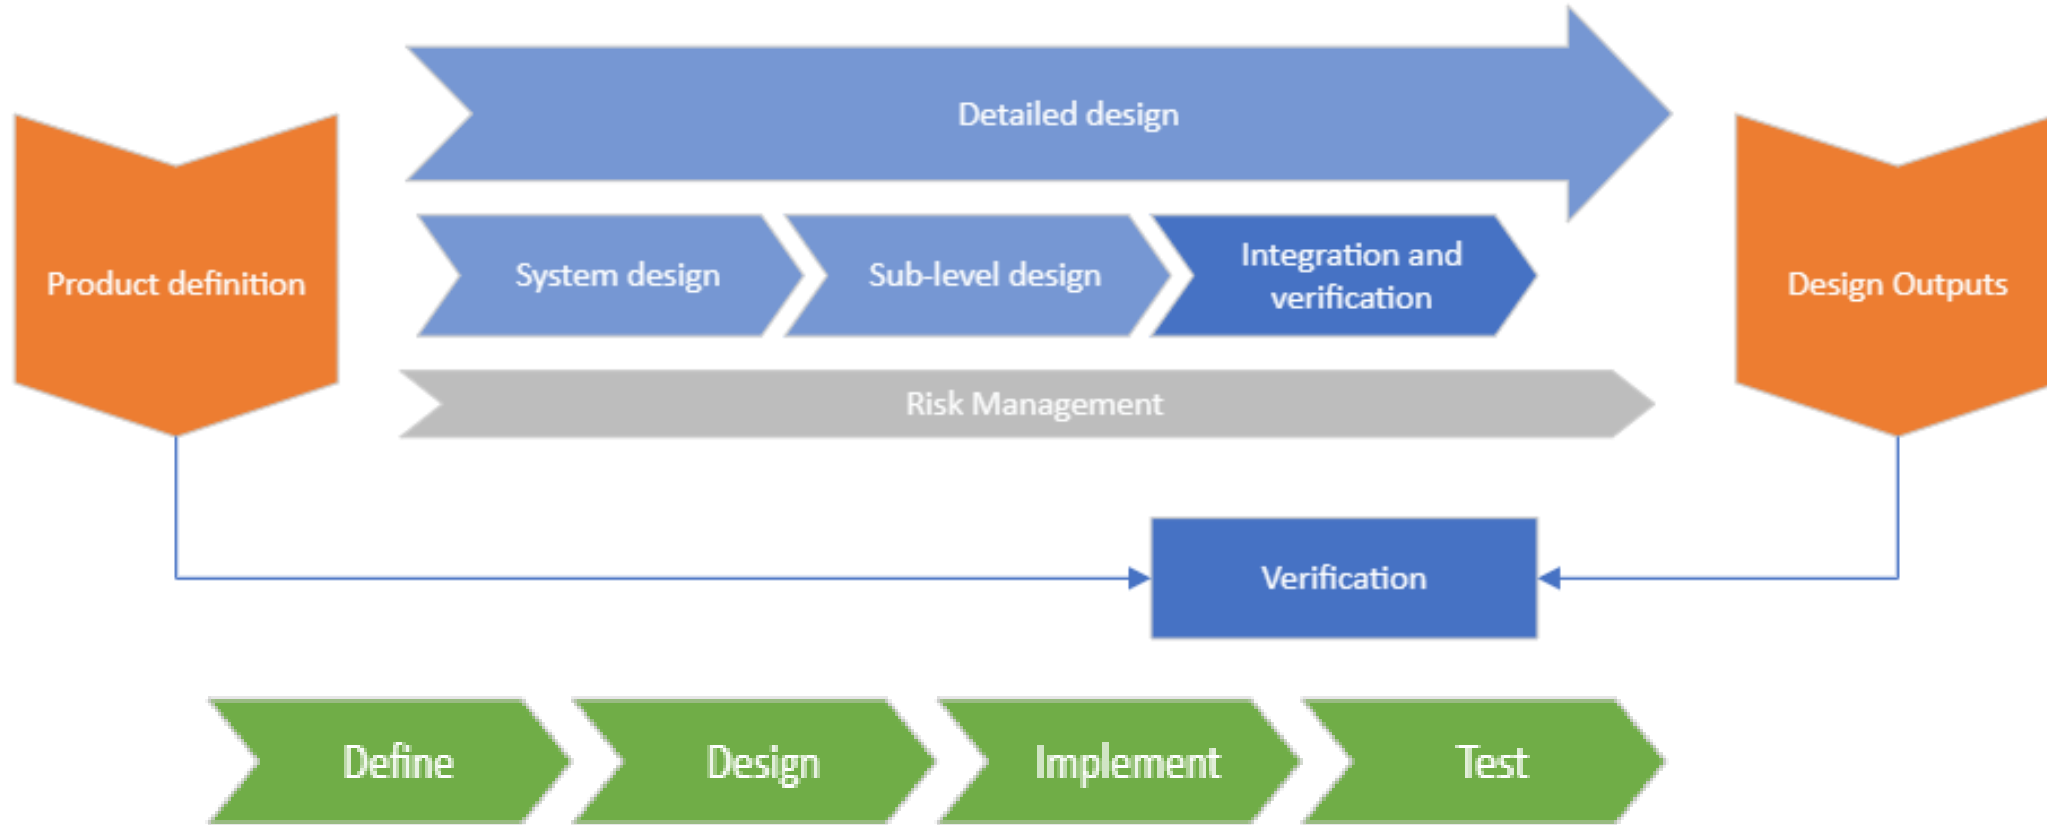 Detailed design
Product definition
System design
Sub-level design
Integration and
verification
Design Outputs
Risk Management
Verification
Define
Design
Implement
Test